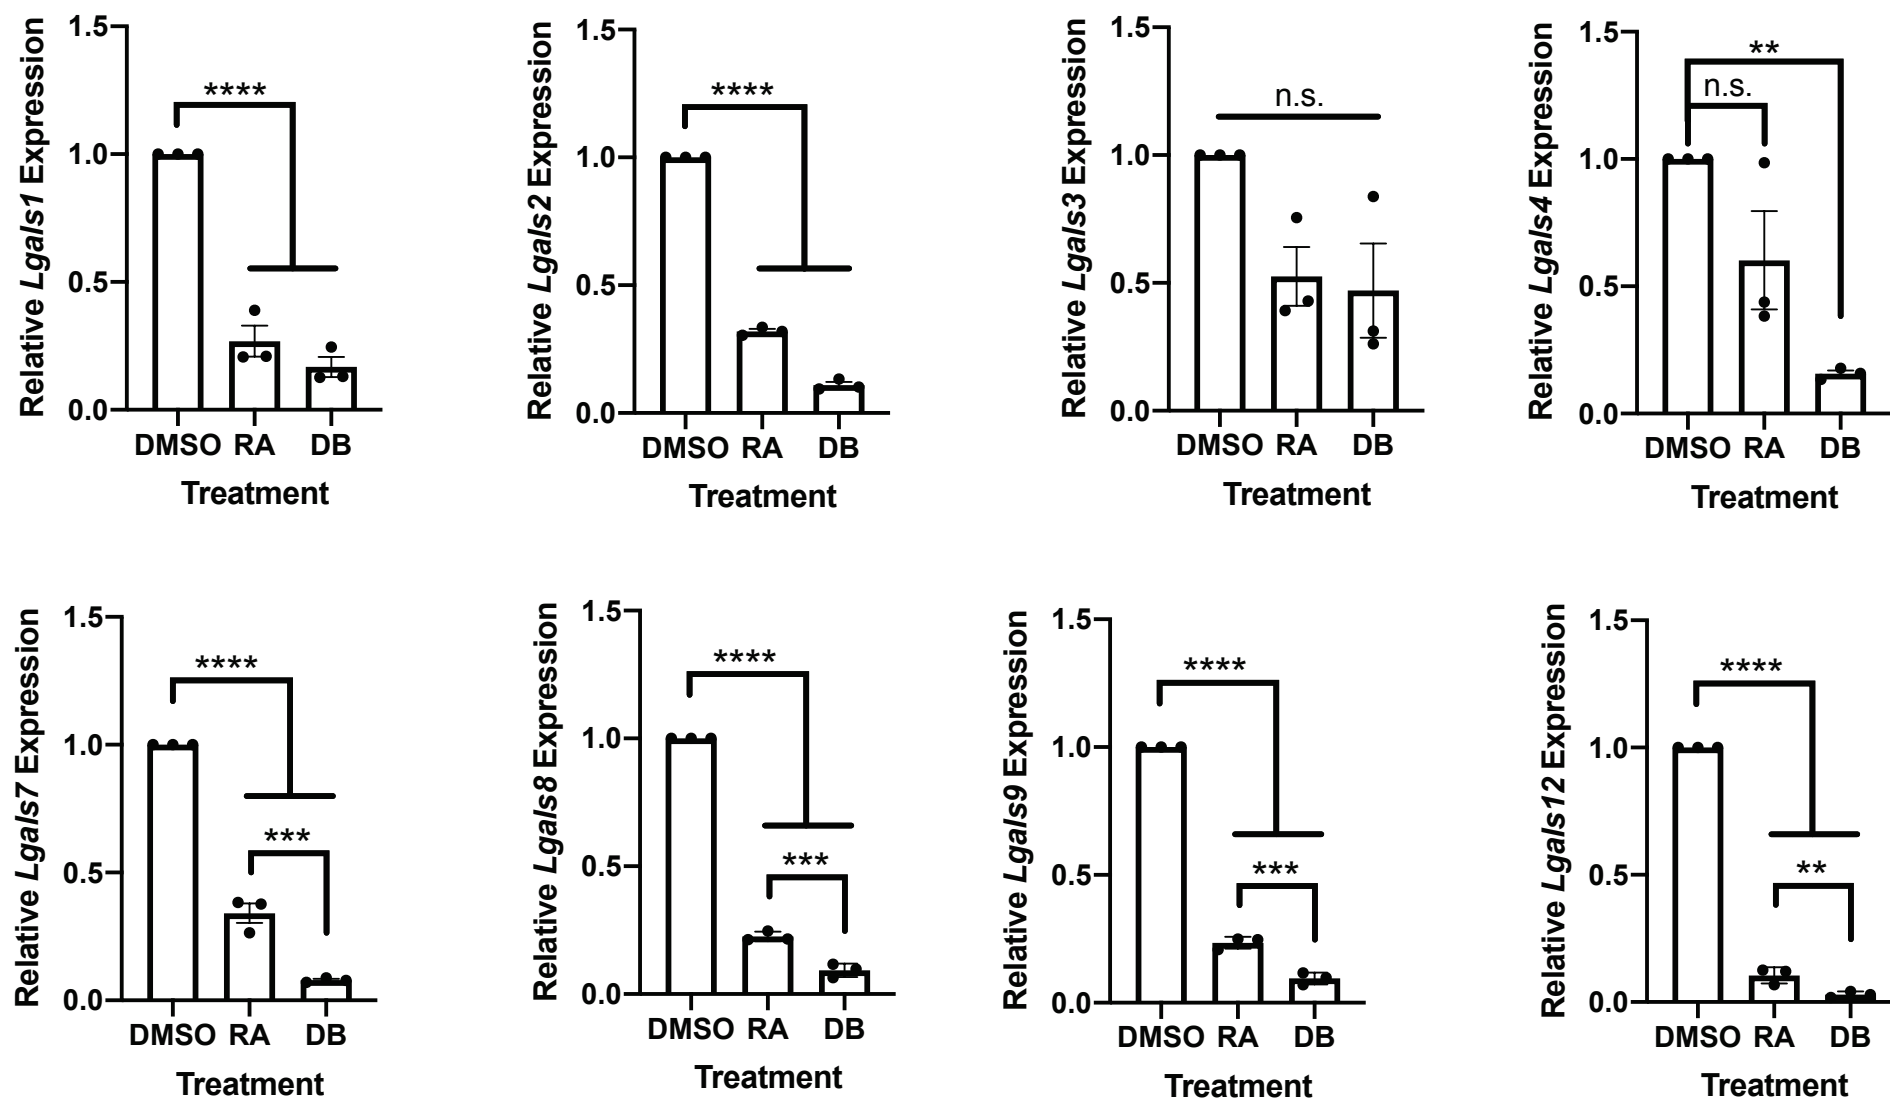 Relative Lgals1 Expression
1.5
1.0
0.5
0.0
****
DMSO RA DB
Treatment
Relative Lgals2 Expression
1.5
1.0
0.5
0.0
****
DMSO RA DB
Treatment
Relative Lgals3 Expression
1.5
1.0
0.5
0.0
n.s.
DMSO RA DB
Treatment
Relative Lgals4 Expression
1.5
1.0
0.5
0.0
**
n.s.
DMSO RA DB
Treatment
Relative Lgals7 Expression
1.5
1.0
0.5
0.0
****
***
DMSO RA DB
Treatment
Relative Lgals8 Expression
1.5
1.0
0.5
0.0
****
***
DMSO RA DB
Treatment
Relative Lgals9 Expression
1.5
1.0
0.5
0.0
****
***
DMSO RA DB
Treatment
Relative Lgals12 Expression
1.5
1.0
0.5
0.0
****
**
DMSO RA DB
Treatment